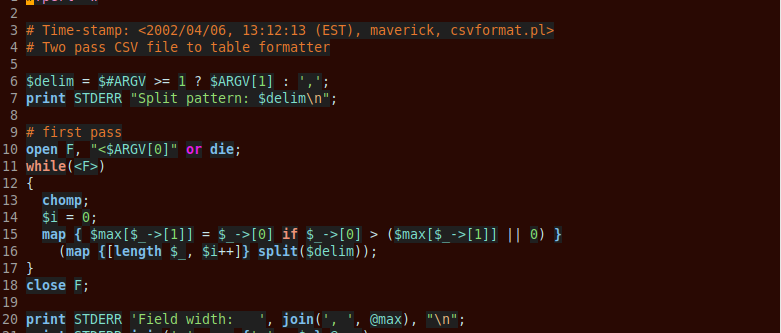 2
3 # Time-stamp: <2002/04/06, 13:12:13 (EST), maverick, csvformat.pl>
4 # Two pass CSV file to table formatter
5
6 $delim = $#ARGV >= 1 ? $ARGV[1] : ',';
7 print STDERR "Split pattern: $delim\n";
8
9 # first pass
10 open F, "<$ARGV[0]" or die;
11 while(<F>)
12 {
13   chomp;
14   $i = 0;
15   map { $max[$_->[1]] = $_->[0] if $_->[0] > ($max[$_->[1]] || 0) }
16     (map {[length $_, $i++]} split($delim));
17 }
18 close F;
19
20 print STDERR 'Field width:   ', join(', ', @max), "\n";